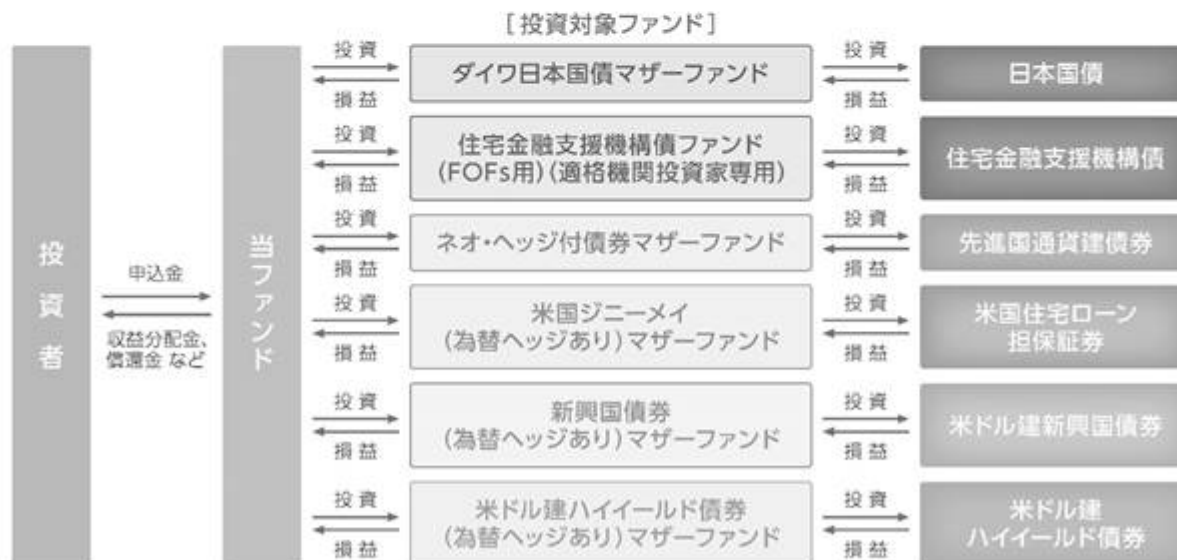 [投資対象ファンド]
投資者
申込金
収益分配金、
償還金 など
当ファンド
投資
損益
ダイワ日本国債マザーファンド
投資
損益
日本国債
投資
損益
住宅金融支援機構債ファンド
(FOFs用)(適格機関投資家専用)
投資
損益
住宅金融支援機構債
投資
損益
ネオ・ヘッジ付債券マザーファンド
投資
損益
先進国通貨建債券
投資
損益
米国ジニーメイ
(為替ヘッジあり)マザーファンド
投資
損益
米国住宅ローン
担保証券
投資
損益
新興国債券
(為替ヘッジあり)マザーファンド
投資
損益
米ドル建新興国債券
投資
損益
米ドル建ハイイールド債券
(為替ヘッジあり)マザーファンド
投資
損益
米ドル建
ハイイールド債券